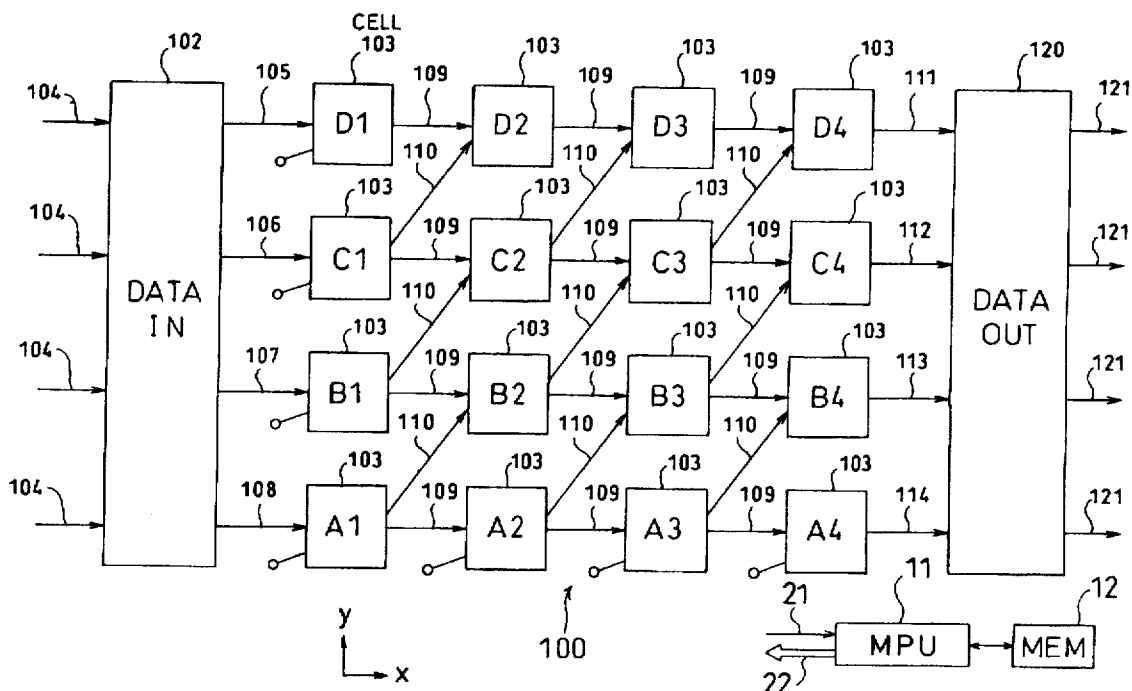 CELL
102 103 103 103 103 120
104 105 109 109 109 111 121
D1 D2 D3 D4
110 110 110
104 103 103 103 103 121
106 109 109 109 112
C1 C2 C3 C4
DATA IN
DATA OUT
110 110 110
104 103 103 103 103 121
107 109 109 109 113
B1 B2 B3 B4
110 110 110
104 103 103 103 103 121
108 109 109 109 114
A1 A2 A3 A4
y
x
100
21 11 12
MPU MEM
22